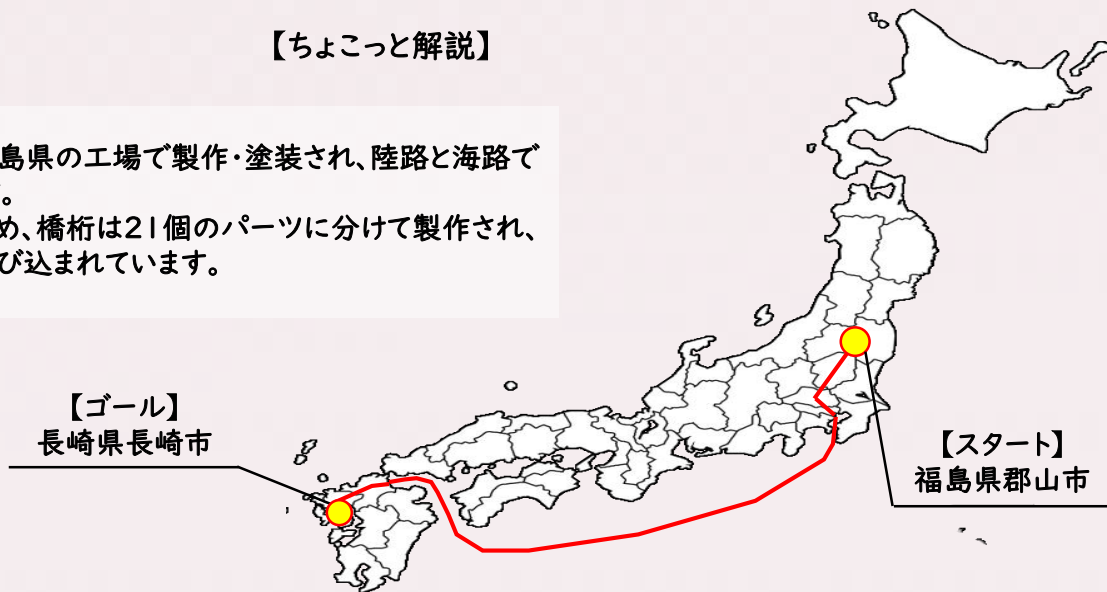 【ちょこっと解説】
島県の工場で製作・塗装され、陸路と海路で
。
め、橋桁は21個のパーツに分けて製作され、
び込まれています。
【ゴール】
長崎県長崎市
【スタート】
福島県郡山市